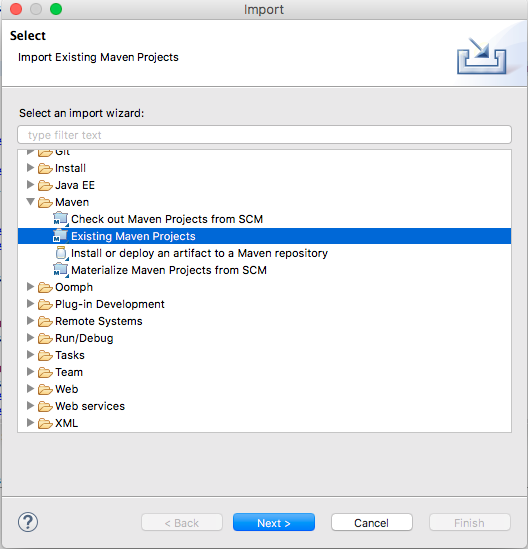 Import
Select
Import Existing Maven Projects
Select an import wizard:
type filter text
Git
Install
Java EE
Maven
Check out Maven Projects from SCM
Existing Maven Projects
Install or deploy an artifact to a Maven repository
Materialize Maven Projects from SCM
Oomph
Plug-in Development
Remote Systems
Run/Debug
Tasks
Team
Web
Web services
XML
? < Back Next > Cancel Finish